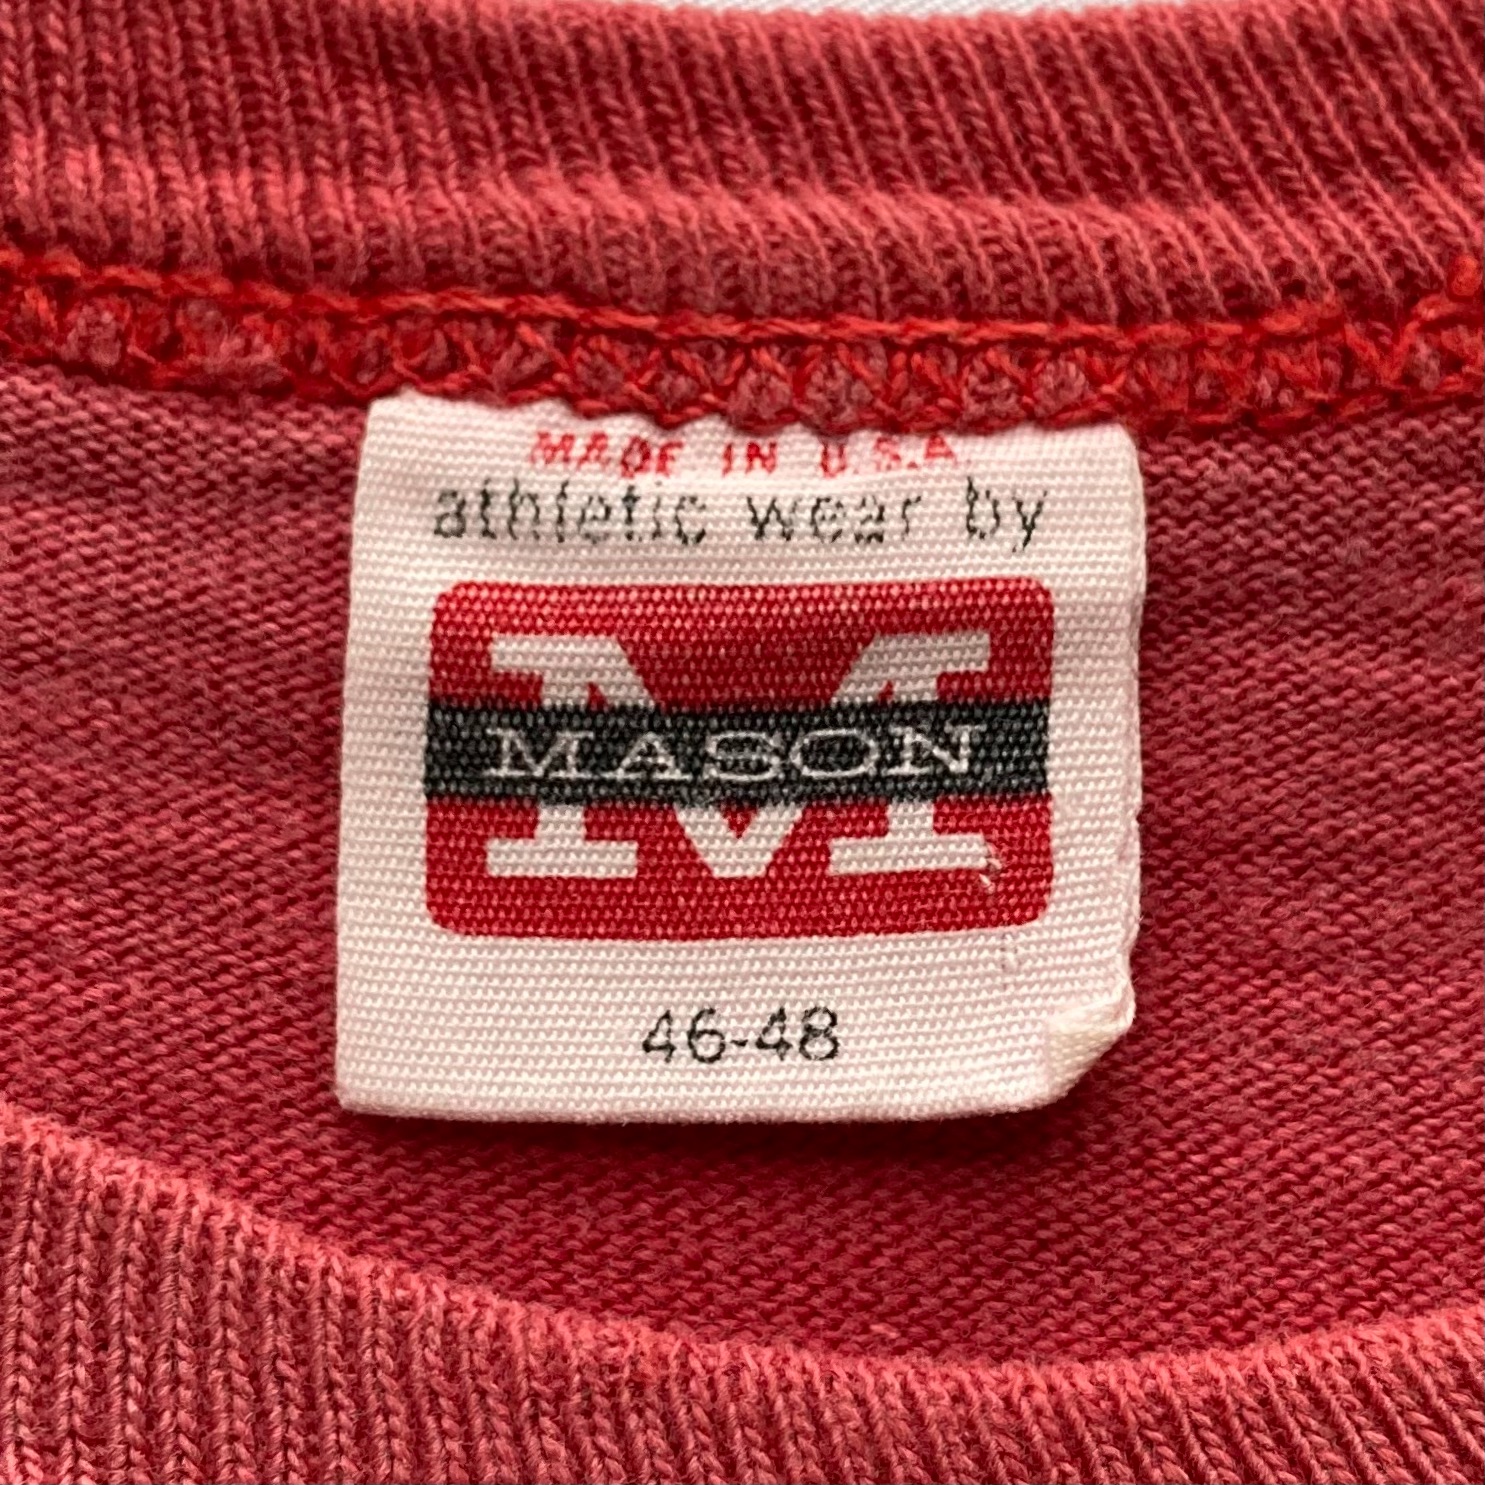 MADE IN U.S.A.
athletic wear by
M
MASON
46-48